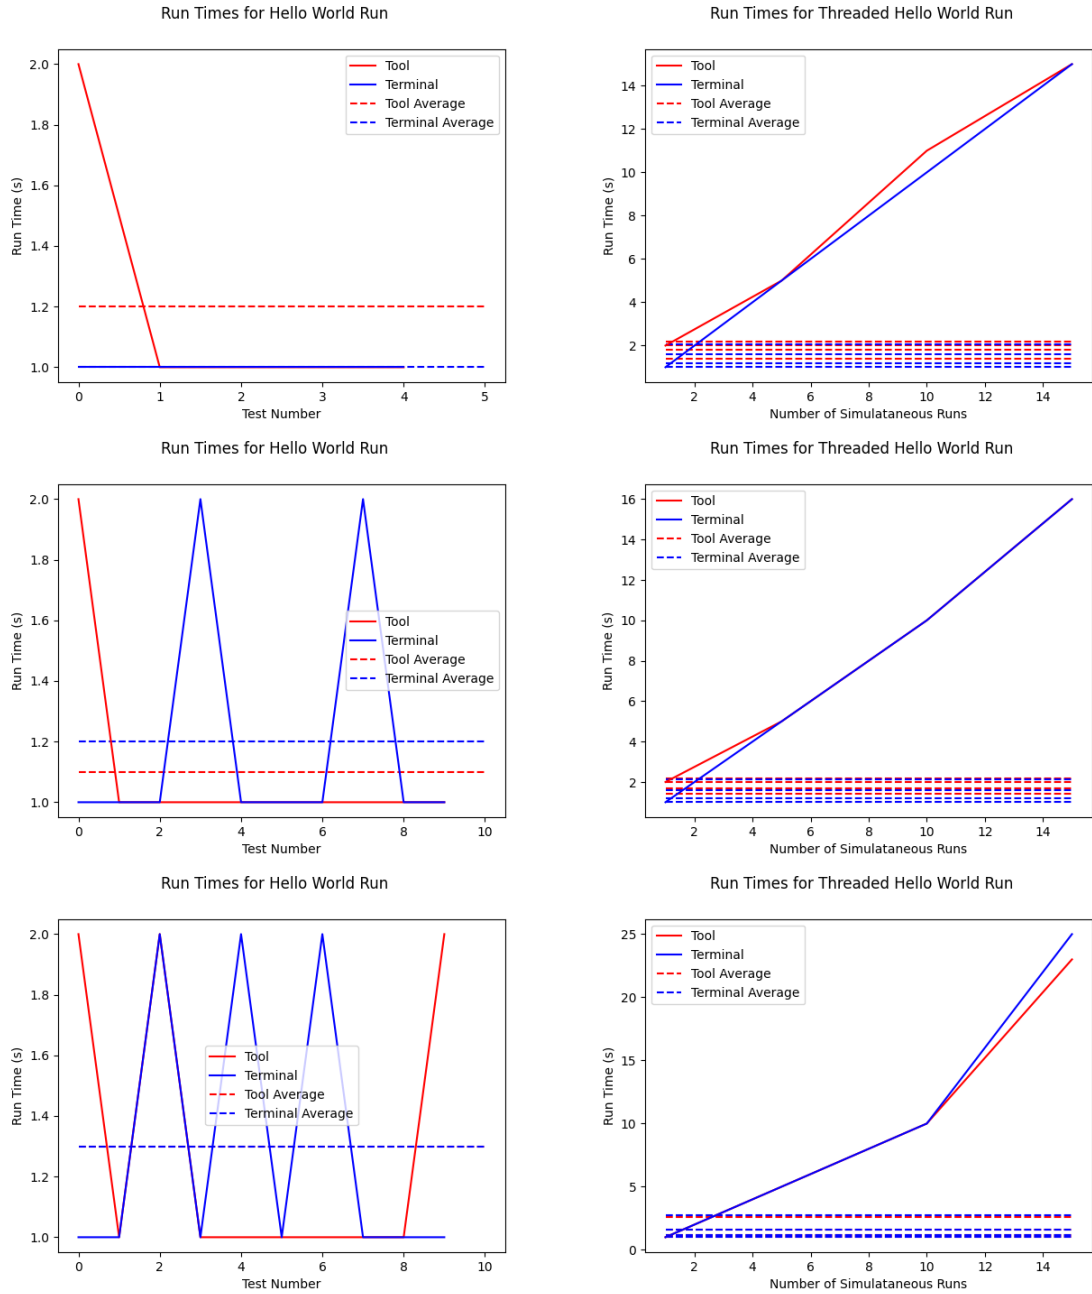 Run Times for Hello World Run
2.0
1.8
1.6
1.4
1.2
1.0
Run Time (s)
Tool
Terminal
Tool Average
Terminal Average
0 1 2 3 4 5
Test Number
Run Times for Threaded Hello World Run
14
12
10
8
6
4
2
Run Time (s)
Tool
Terminal
Tool Average
Terminal Average
2 4 6 8 10 12 14
Number of Simulataneous Runs
Run Times for Hello World Run
2.0
1.8
1.6
1.4
1.2
1.0
Run Time (s)
Tool
Terminal
Tool Average
Terminal Average
0 2 4 6 8 10
Test Number
Run Times for Threaded Hello World Run
16
14
12
10
8
6
4
2
Run Time (s)
Tool
Terminal
Tool Average
Terminal Average
2 4 6 8 10 12 14
Number of Simulataneous Runs
Run Times for Hello World Run
2.0
1.8
1.6
1.4
1.2
1.0
Run Time (s)
Tool
Terminal
Tool Average
Terminal Average
0 2 4 6 8 10
Test Number
Run Times for Threaded Hello World Run
25
20
15
10
5
0
Run Time (s)
Tool
Terminal
Tool Average
Terminal Average
2 4 6 8 10 12 14
Number of Simulataneous Runs